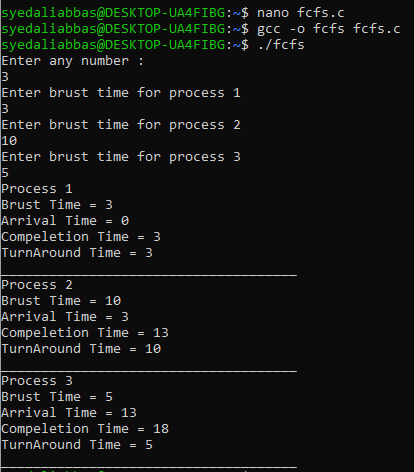 syedaliabbas@DESKTOP-UA4FIBG:~$ nano fcfs.c
syedaliabbas@DESKTOP-UA4FIBG:~$ gcc -o fcfs fcfs.c
syedaliabbas@DESKTOP-UA4FIBG:~$ ./fcfs
Enter any number :
3
Enter brust time for process 1
3
Enter brust time for process 2
10
Enter brust time for process 3
5
Process 1
Brust Time = 3
Arrival Time = 0
Compeletion Time = 3
TurnAround Time = 3
_____________________________________
Process 2
Brust Time = 10
Arrival Time = 3
Compeletion Time = 13
TurnAround Time = 10
_____________________________________
Process 3
Brust Time = 5
Arrival Time = 13
Compeletion Time = 18
TurnAround Time = 5
_____________________________________